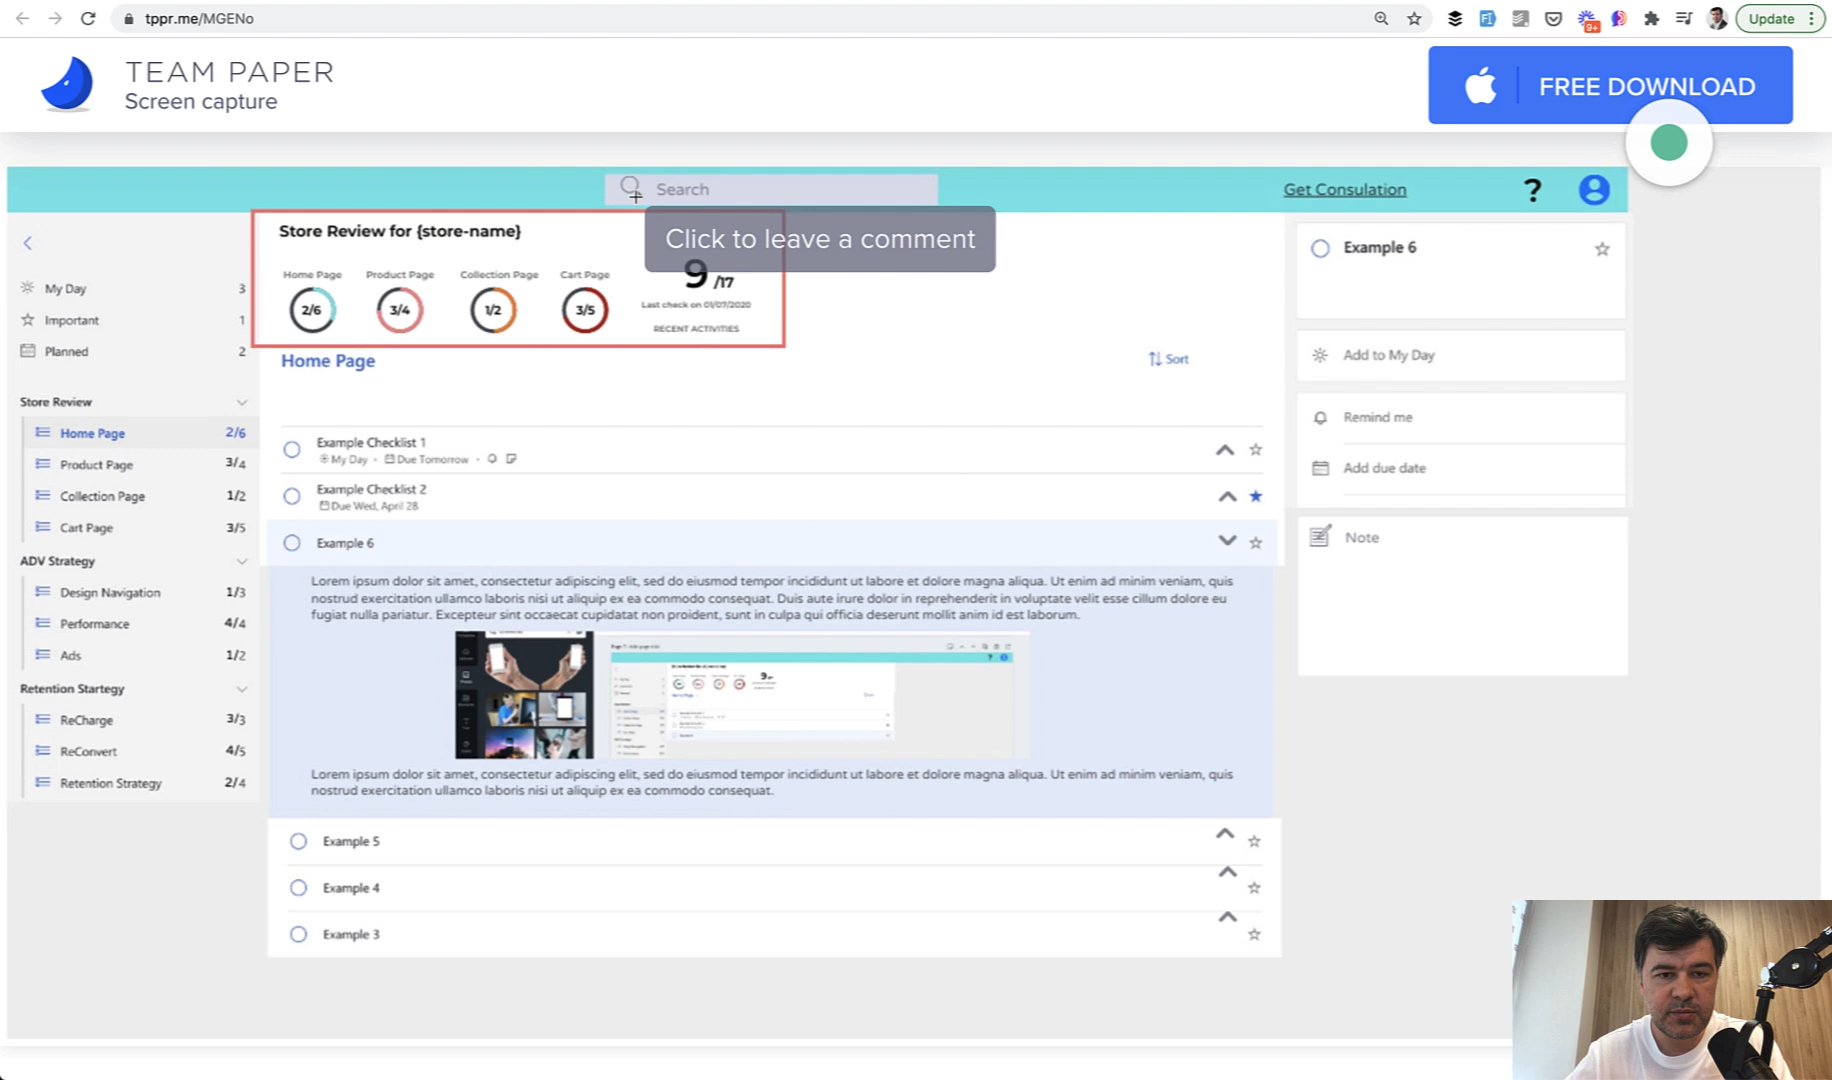 tppr.me/MGENo
9+
Update
TEAM PAPER
Screen capture
FREE DOWNLOAD
Search
Get Consulation
?
Click to leave a comment
Store Review for {store-name}
Home Page
Product Page
Collection Page
Cart Page
2/6
3/4
1/2
3/5
9 /17
Last check on 01/07/2020
RECENT ACTIVITIES
My Day 3
Important 1
Planned 2
Store Review
Home Page 2/6
Product Page 3/4
Collection Page 1/2
Cart Page 3/5
ADV Strategy
Design Navigation 1/3
Performance 4/4
Ads 1/2
Retention Startegy
ReCharge 3/3
ReConvert 4/5
Retention Strategy 2/4
Home Page
Sort
Example Checklist 1
My Day • Due Tomorrow •
Example Checklist 2
Due Wed, April 28
Example 6
Lorem ipsum dolor sit amet, consectetur adipiscing elit, sed do eiusmod tempor incididunt ut labore et dolore magna aliqua. Ut enim ad minim veniam, quis
nostrud exercitation ullamco laboris nisi ut aliquip ex ea commodo consequat. Duis aute irure dolor in reprehenderit in voluptate velit esse cillum dolore eu
fugiat nulla pariatur. Excepteur sint occaecat cupidatat non proident, sunt in culpa qui officia deserunt mollit anim id est laborum.
Lorem ipsum dolor sit amet, consectetur adipiscing elit, sed do eiusmod tempor incididunt ut labore et dolore magna aliqua. Ut enim ad minim veniam, quis
nostrud exercitation ullamco laboris nisi ut aliquip ex ea commodo consequat.
Example 5
Example 4
Example 3
Example 6
Add to My Day
Remind me
Add due date
Note